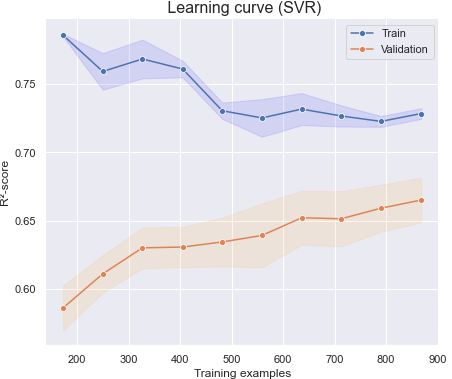 Learning curve (SVR)
Train
Validation
0.75
0.70
0.65
0.60
R²-score
200 300 400 500 600 700 800 900
Training examples